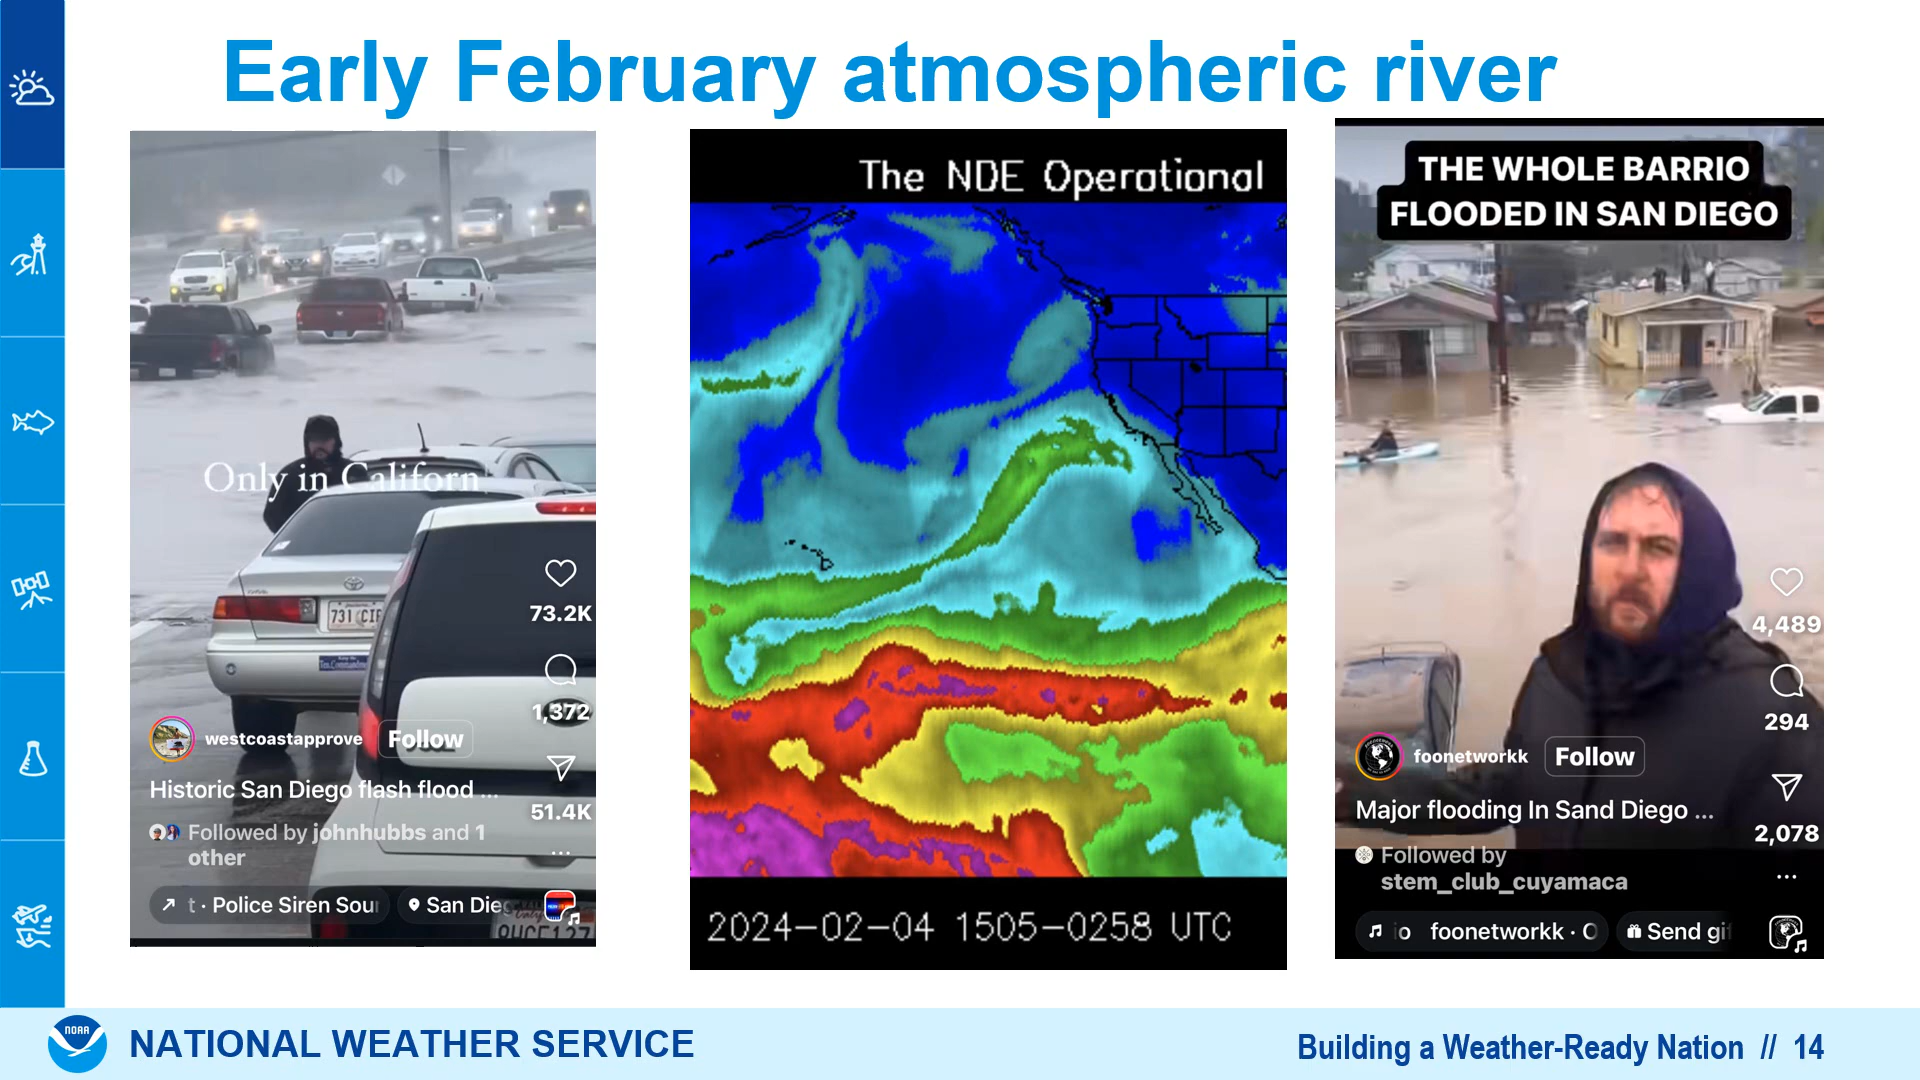 Early February atmospheric river
Only in Californ
731 CIF
73.2K
1,372
westcoastapprove
Follow
Historic San Diego flash flood ...
51.4K
Followed by johnhubbs and 1
other
t · Police Siren Sour
San Dieg
The NDE Operational
2024-02-04 1505-0258 UTC
THE WHOLE BARRIO
FLOODED IN SAN DIEGO
4,489
294
foonetworkk
Follow
Major flooding In Sand Diego ...
2,078
Followed by
stem_club_cuyamaca
io foonetworkk · O
Send gi
NOAA
NATIONAL WEATHER SERVICE
Building a Weather-Ready Nation // 14